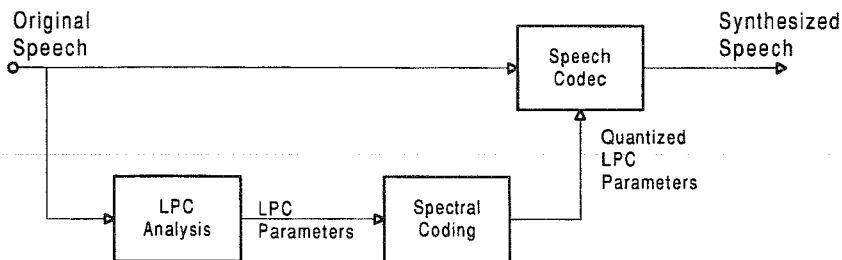 Original
Speech
Synthesized
Speech
Speech
Codec
Quantized
LPC
Parameters
LPC
Analysis
LPC
Parameters
Spectral
Coding